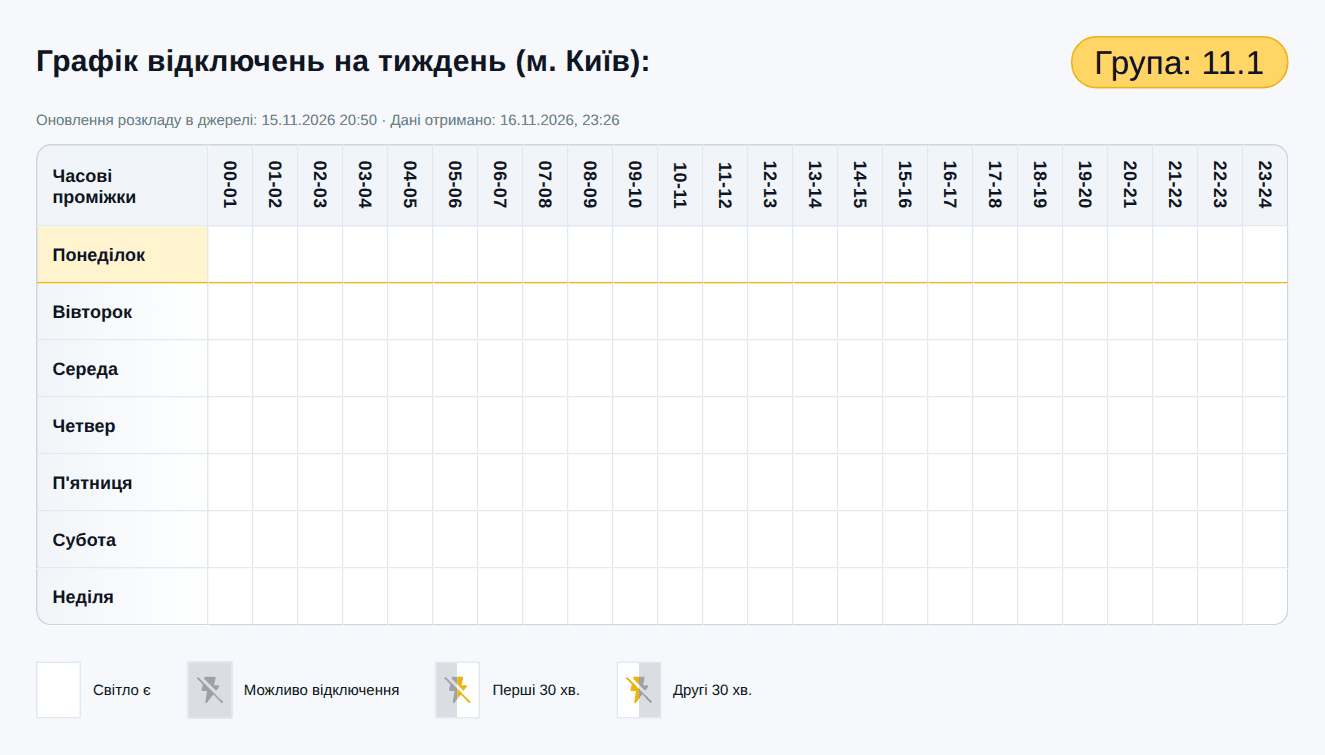 Графік відключень на тиждень (м. Київ):
Група: 11.1
Оновлення розкладу в джерелі: 15.11.2026 20:50 · Дані отримано: 16.11.2026, 23:26
Часові
проміжки
00-01
01-02
02-03
03-04
04-05
05-06
06-07
07-08
08-09
09-10
10-11
11-12
12-13
13-14
14-15
15-16
16-17
17-18
18-19
19-20
20-21
21-22
22-23
23-24
Понеділок
Вівторок
Середа
Четвер
П'ятниця
Субота
Неділя
Світло є
Можливо відключення
Перші 30 хв.
Другі 30 хв.